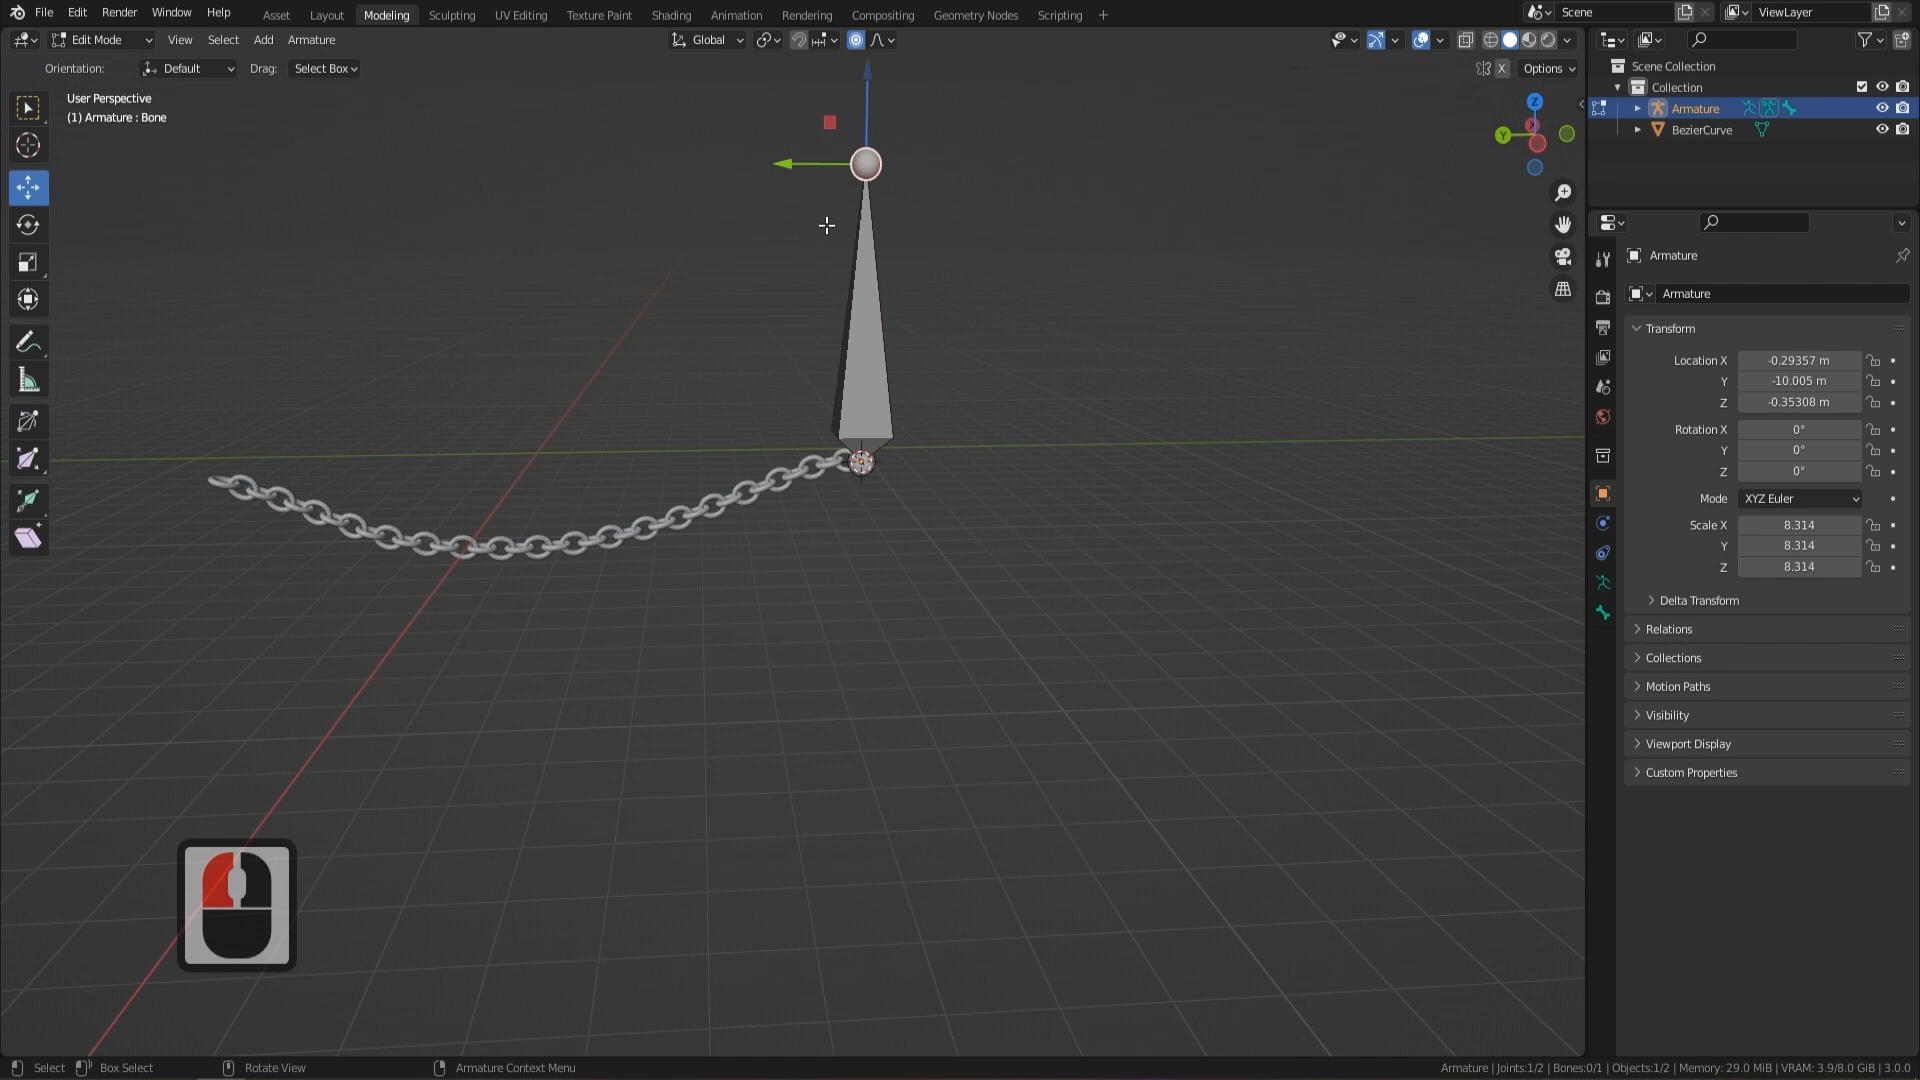 File Edit Render Window Help Asset Layout Modeling Sculpting UV Editing Texture Paint Shading Animation Rendering Compositing Geometry Nodes Scripting + Scene ViewLayer
Edit Mode View Select Add Armature Global
Orientation: Default Drag: Select Box X Options
User Perspective
(1) Armature : Bone
Z
Y
X
Scene Collection
Collection
Armature
BezierCurve
Armature
Armature
Transform
Location X -0.29357 m
Y -10.005 m
Z -0.35308 m
Rotation X 0°
Y 0°
Z 0°
Mode XYZ Euler
Scale X 8.314
Y 8.314
Z 8.314
Delta Transform
Relations
Collections
Motion Paths
Visibility
Viewport Display
Custom Properties
Select Box Select Rotate View Armature Context Menu Armature | Joints:1/2 | Bones:0/1 | Objects:1/2 | Memory: 29.0 MiB | VRAM: 3.9/8.0 GiB | 3.0.0